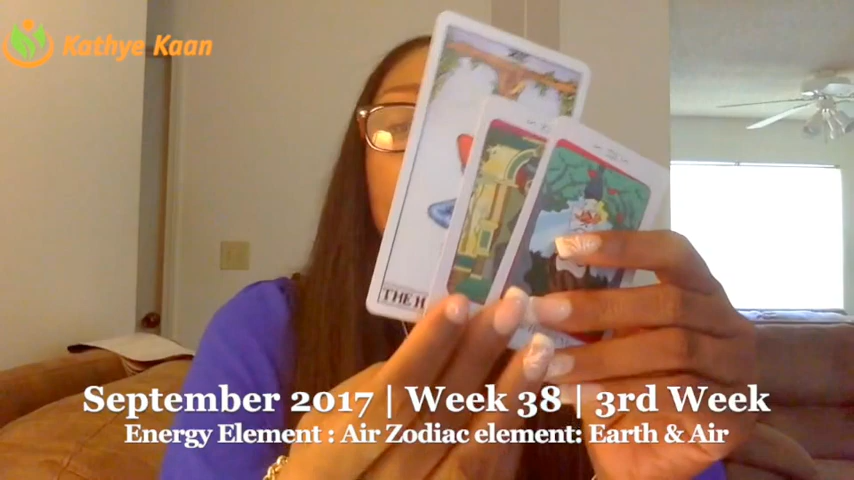 Kathye Kaan
September 2017 | Week 38 | 3rd Week
Energy Element : Air Zodiac element: Earth & Air